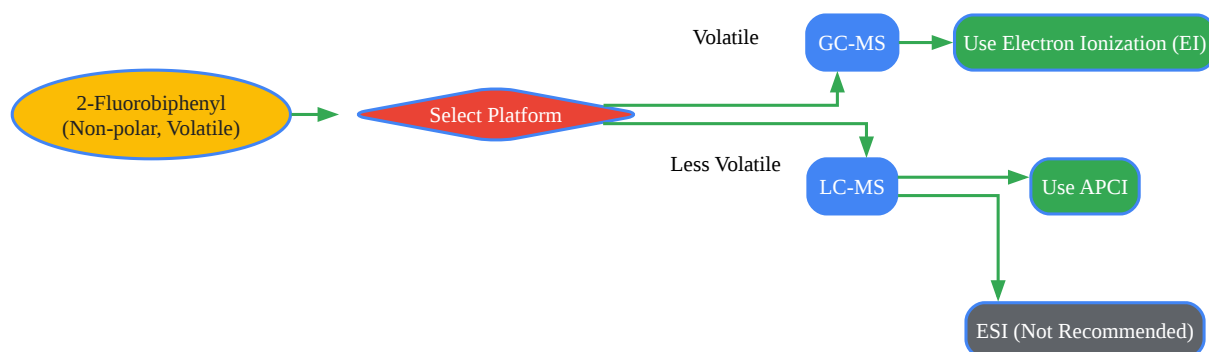 Volatile
GC-MS
Use Electron Ionization (EI)
2-Fluorobiphenyl
(Non-polar, Volatile)
Select Platform
Less Volatile
LC-MS
Use APCI
ESI (Not Recommended)